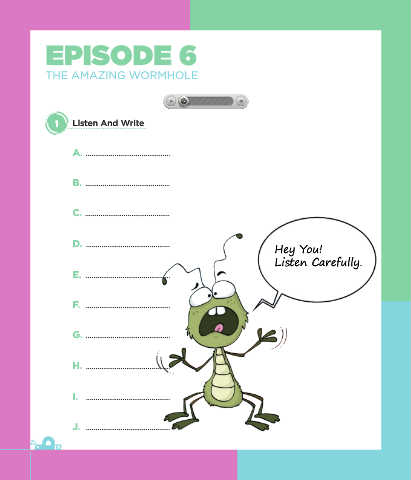 EPISODE 6
THE AMAZING WORMHOLE
1 Listen And Write
A. ....................................
B. ....................................
C. ....................................
D. ....................................
E. ....................................
F. ....................................
G. ....................................
H. ....................................
I. ....................................
J. ....................................
Hey You!
Listen Carefully.